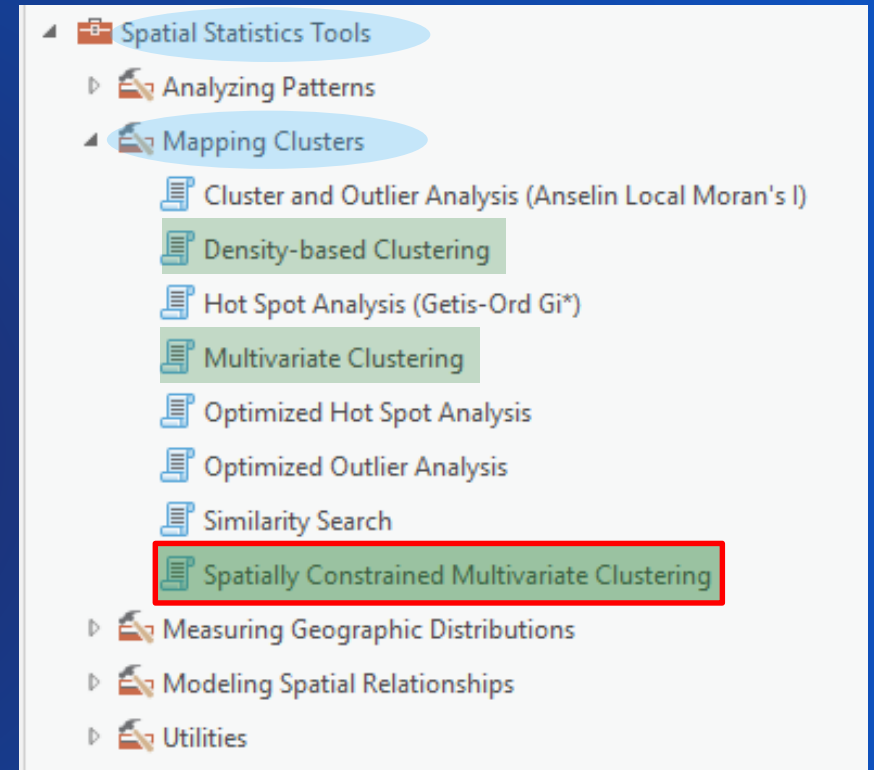 Spatial Statistics Tools
Analyzing Patterns
Mapping Clusters
Cluster and Outlier Analysis (Anselin Local Moran's I)
Density-based Clustering
Hot Spot Analysis (Getis-Ord Gi*)
Multivariate Clustering
Optimized Hot Spot Analysis
Optimized Outlier Analysis
Similarity Search
Spatially Constrained Multivariate Clustering
Measuring Geographic Distributions
Modeling Spatial Relationships
Utilities